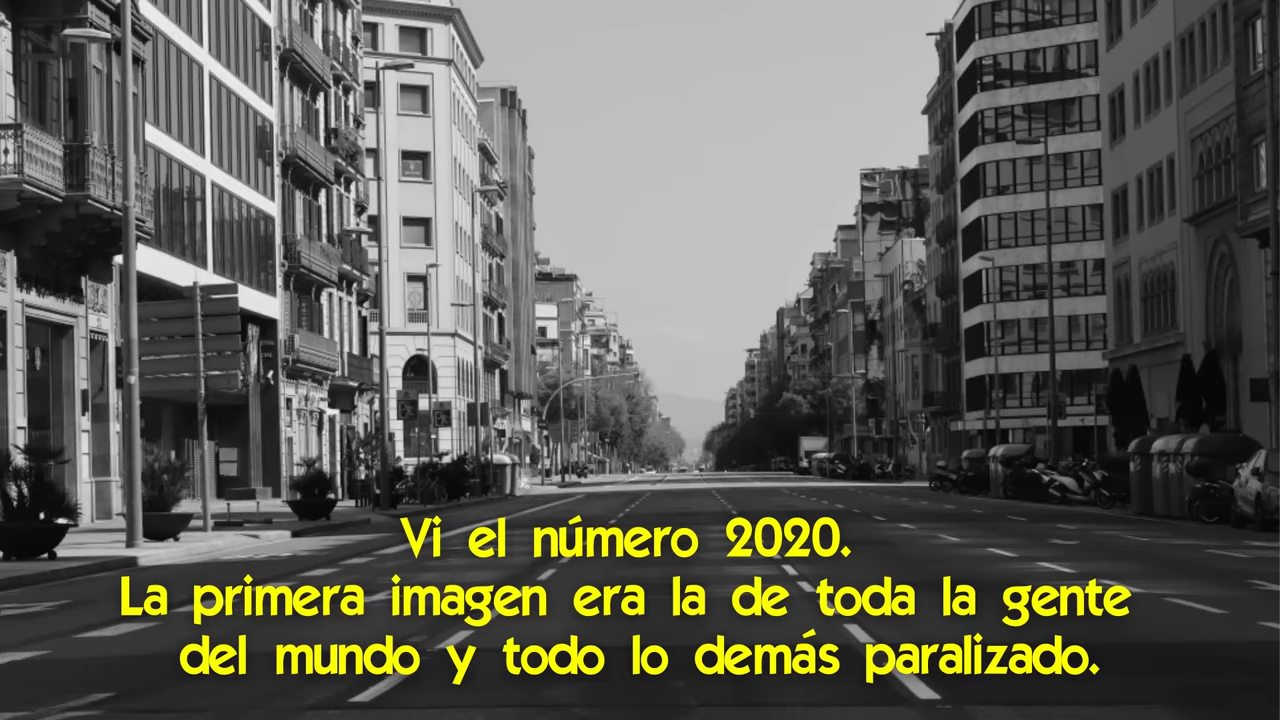 Vi el número 2020.
La primera imagen era la de toda la gente
del mundo y todo lo demás paralizado.